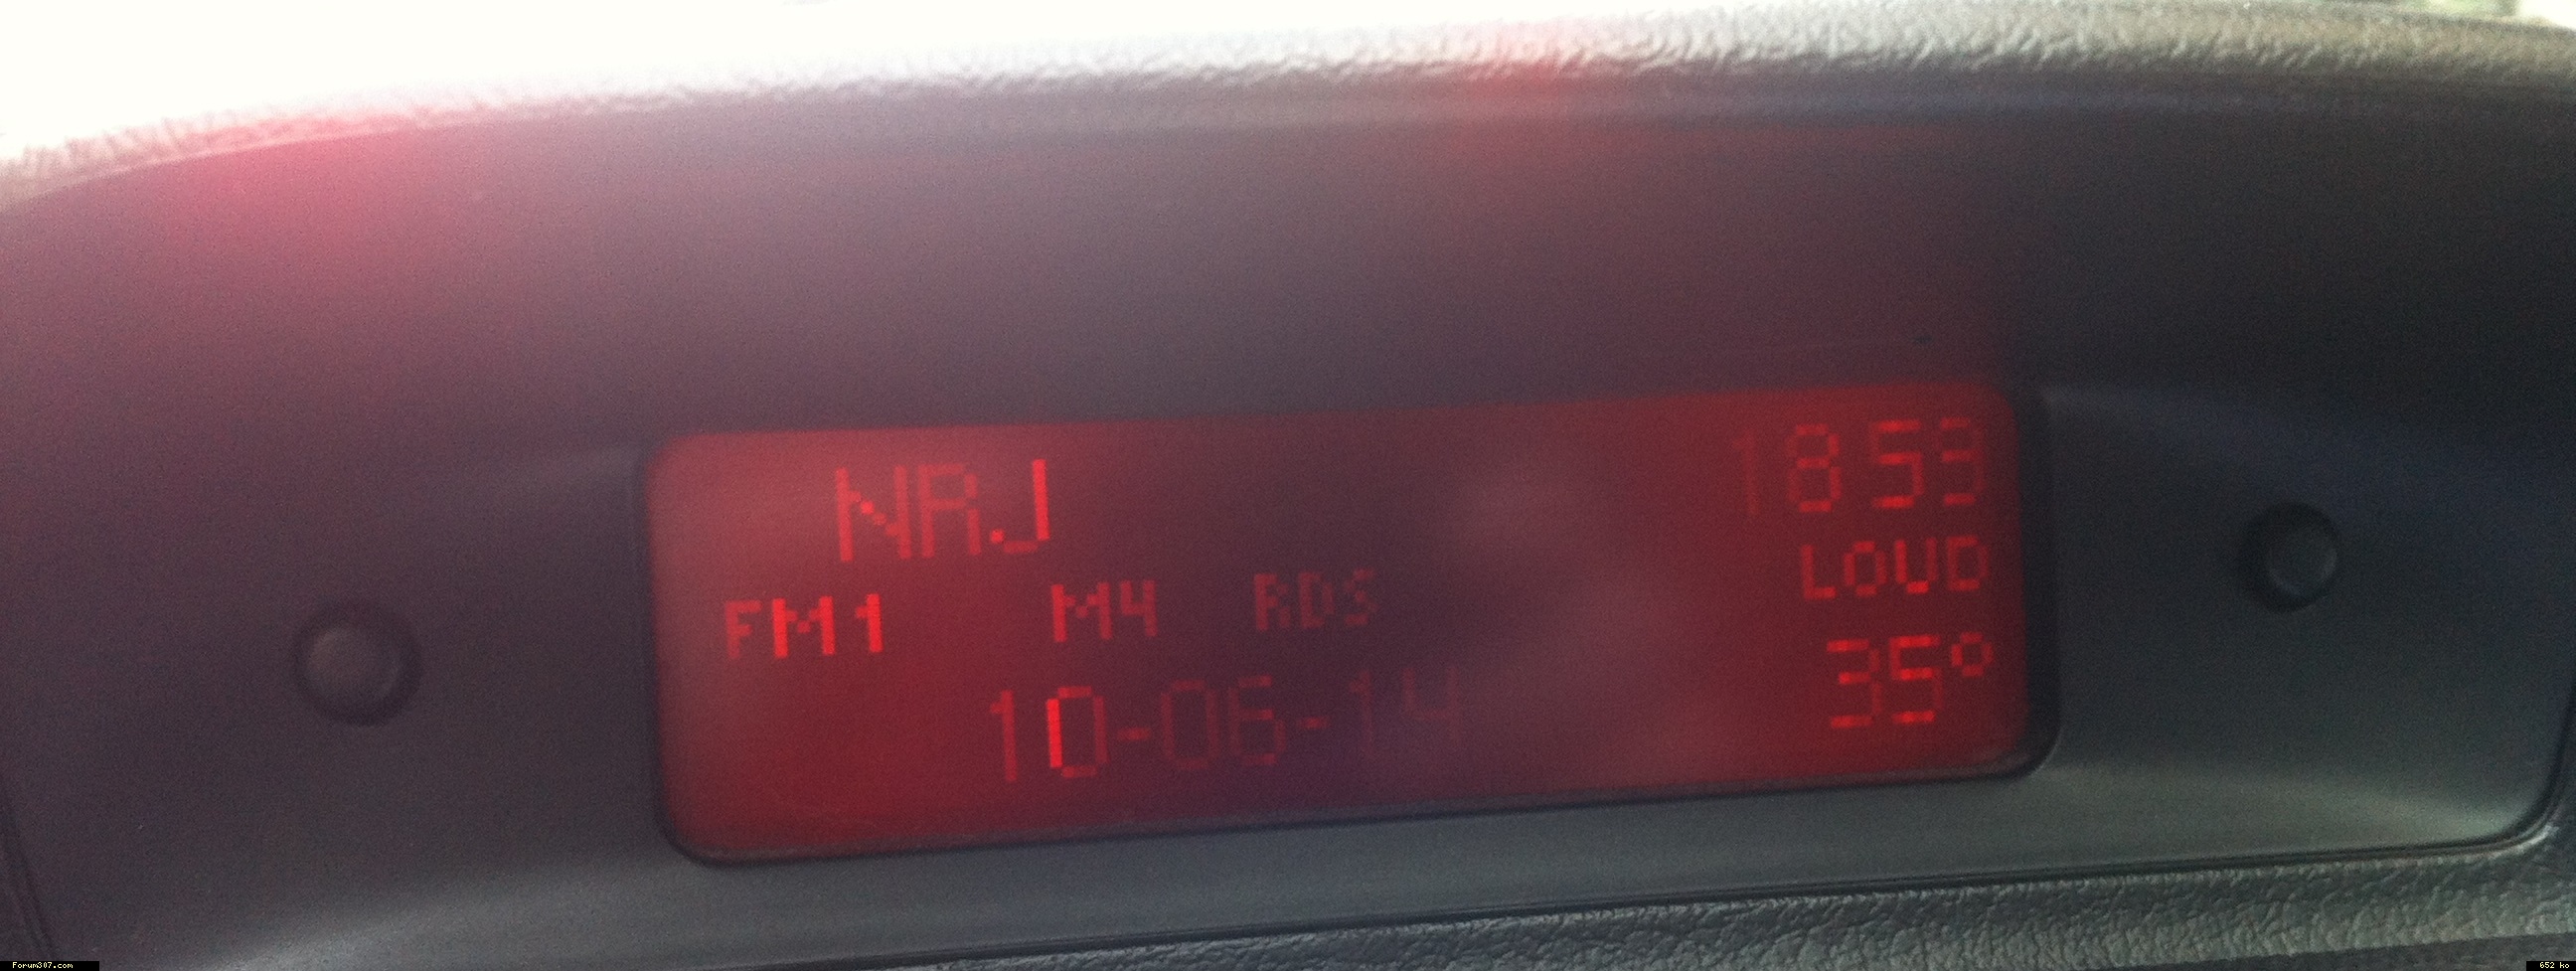 NRJ 1853
FM1 M4 RDS LOUD
10-06-14 35°
Forum307.com 652 ko